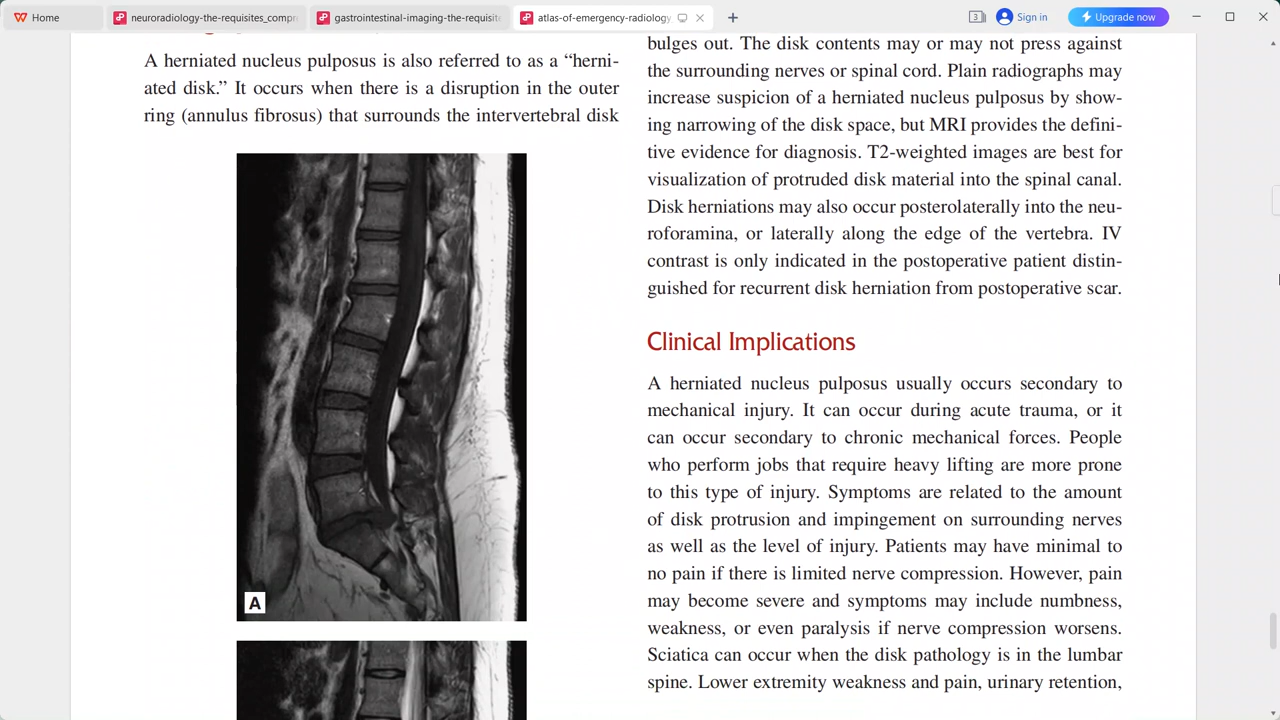 Home
neuroradiology-the-requisites_compr
gastrointestinal-imaging-the-requisite
atlas-of-emergency-radiology
3
Sign in
Upgrade now
A herniated nucleus pulposus is also referred to as a “herni-
ated disk.” It occurs when there is a disruption in the outer
ring (annulus fibrosus) that surrounds the intervertebral disk
A
bulges out. The disk contents may or may not press against
the surrounding nerves or spinal cord. Plain radiographs may
increase suspicion of a herniated nucleus pulposus by show-
ing narrowing of the disk space, but MRI provides the defini-
tive evidence for diagnosis. T2-weighted images are best for
visualization of protruded disk material into the spinal canal.
Disk herniations may also occur posterolaterally into the neu-
roforamina, or laterally along the edge of the vertebra. IV
contrast is only indicated in the postoperative patient distin-
guished for recurrent disk herniation from postoperative scar.
Clinical Implications
A herniated nucleus pulposus usually occurs secondary to
mechanical injury. It can occur during acute trauma, or it
can occur secondary to chronic mechanical forces. People
who perform jobs that require heavy lifting are more prone
to this type of injury. Symptoms are related to the amount
of disk protrusion and impingement on surrounding nerves
as well as the level of injury. Patients may have minimal to
no pain if there is limited nerve compression. However, pain
may become severe and symptoms may include numbness,
weakness, or even paralysis if nerve compression worsens.
Sciatica can occur when the disk pathology is in the lumbar
spine. Lower extremity weakness and pain, urinary retention,